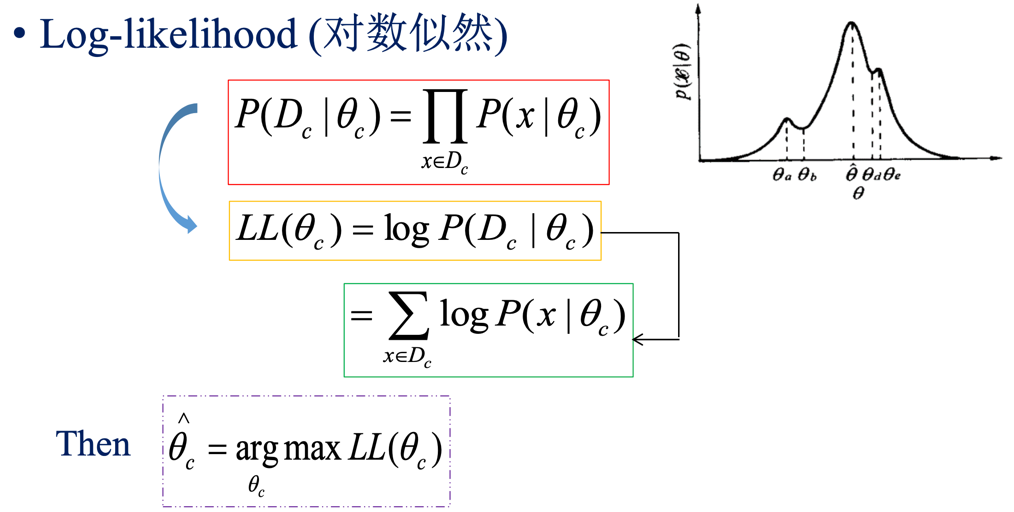 • Log-likelihood (对数似然)
P(D_c | θ_c) = ∏_{x∈D_c} P(x | θ_c)
LL(θ_c) = log P(D_c | θ_c)
= ∑_{x∈D_c} log P(x | θ_c)
Then θ̂_c = arg max_{θ_c} LL(θ_c)
p(𝒳|θ)
θ_a θ_b θ̂ θ_d θ_e
θ